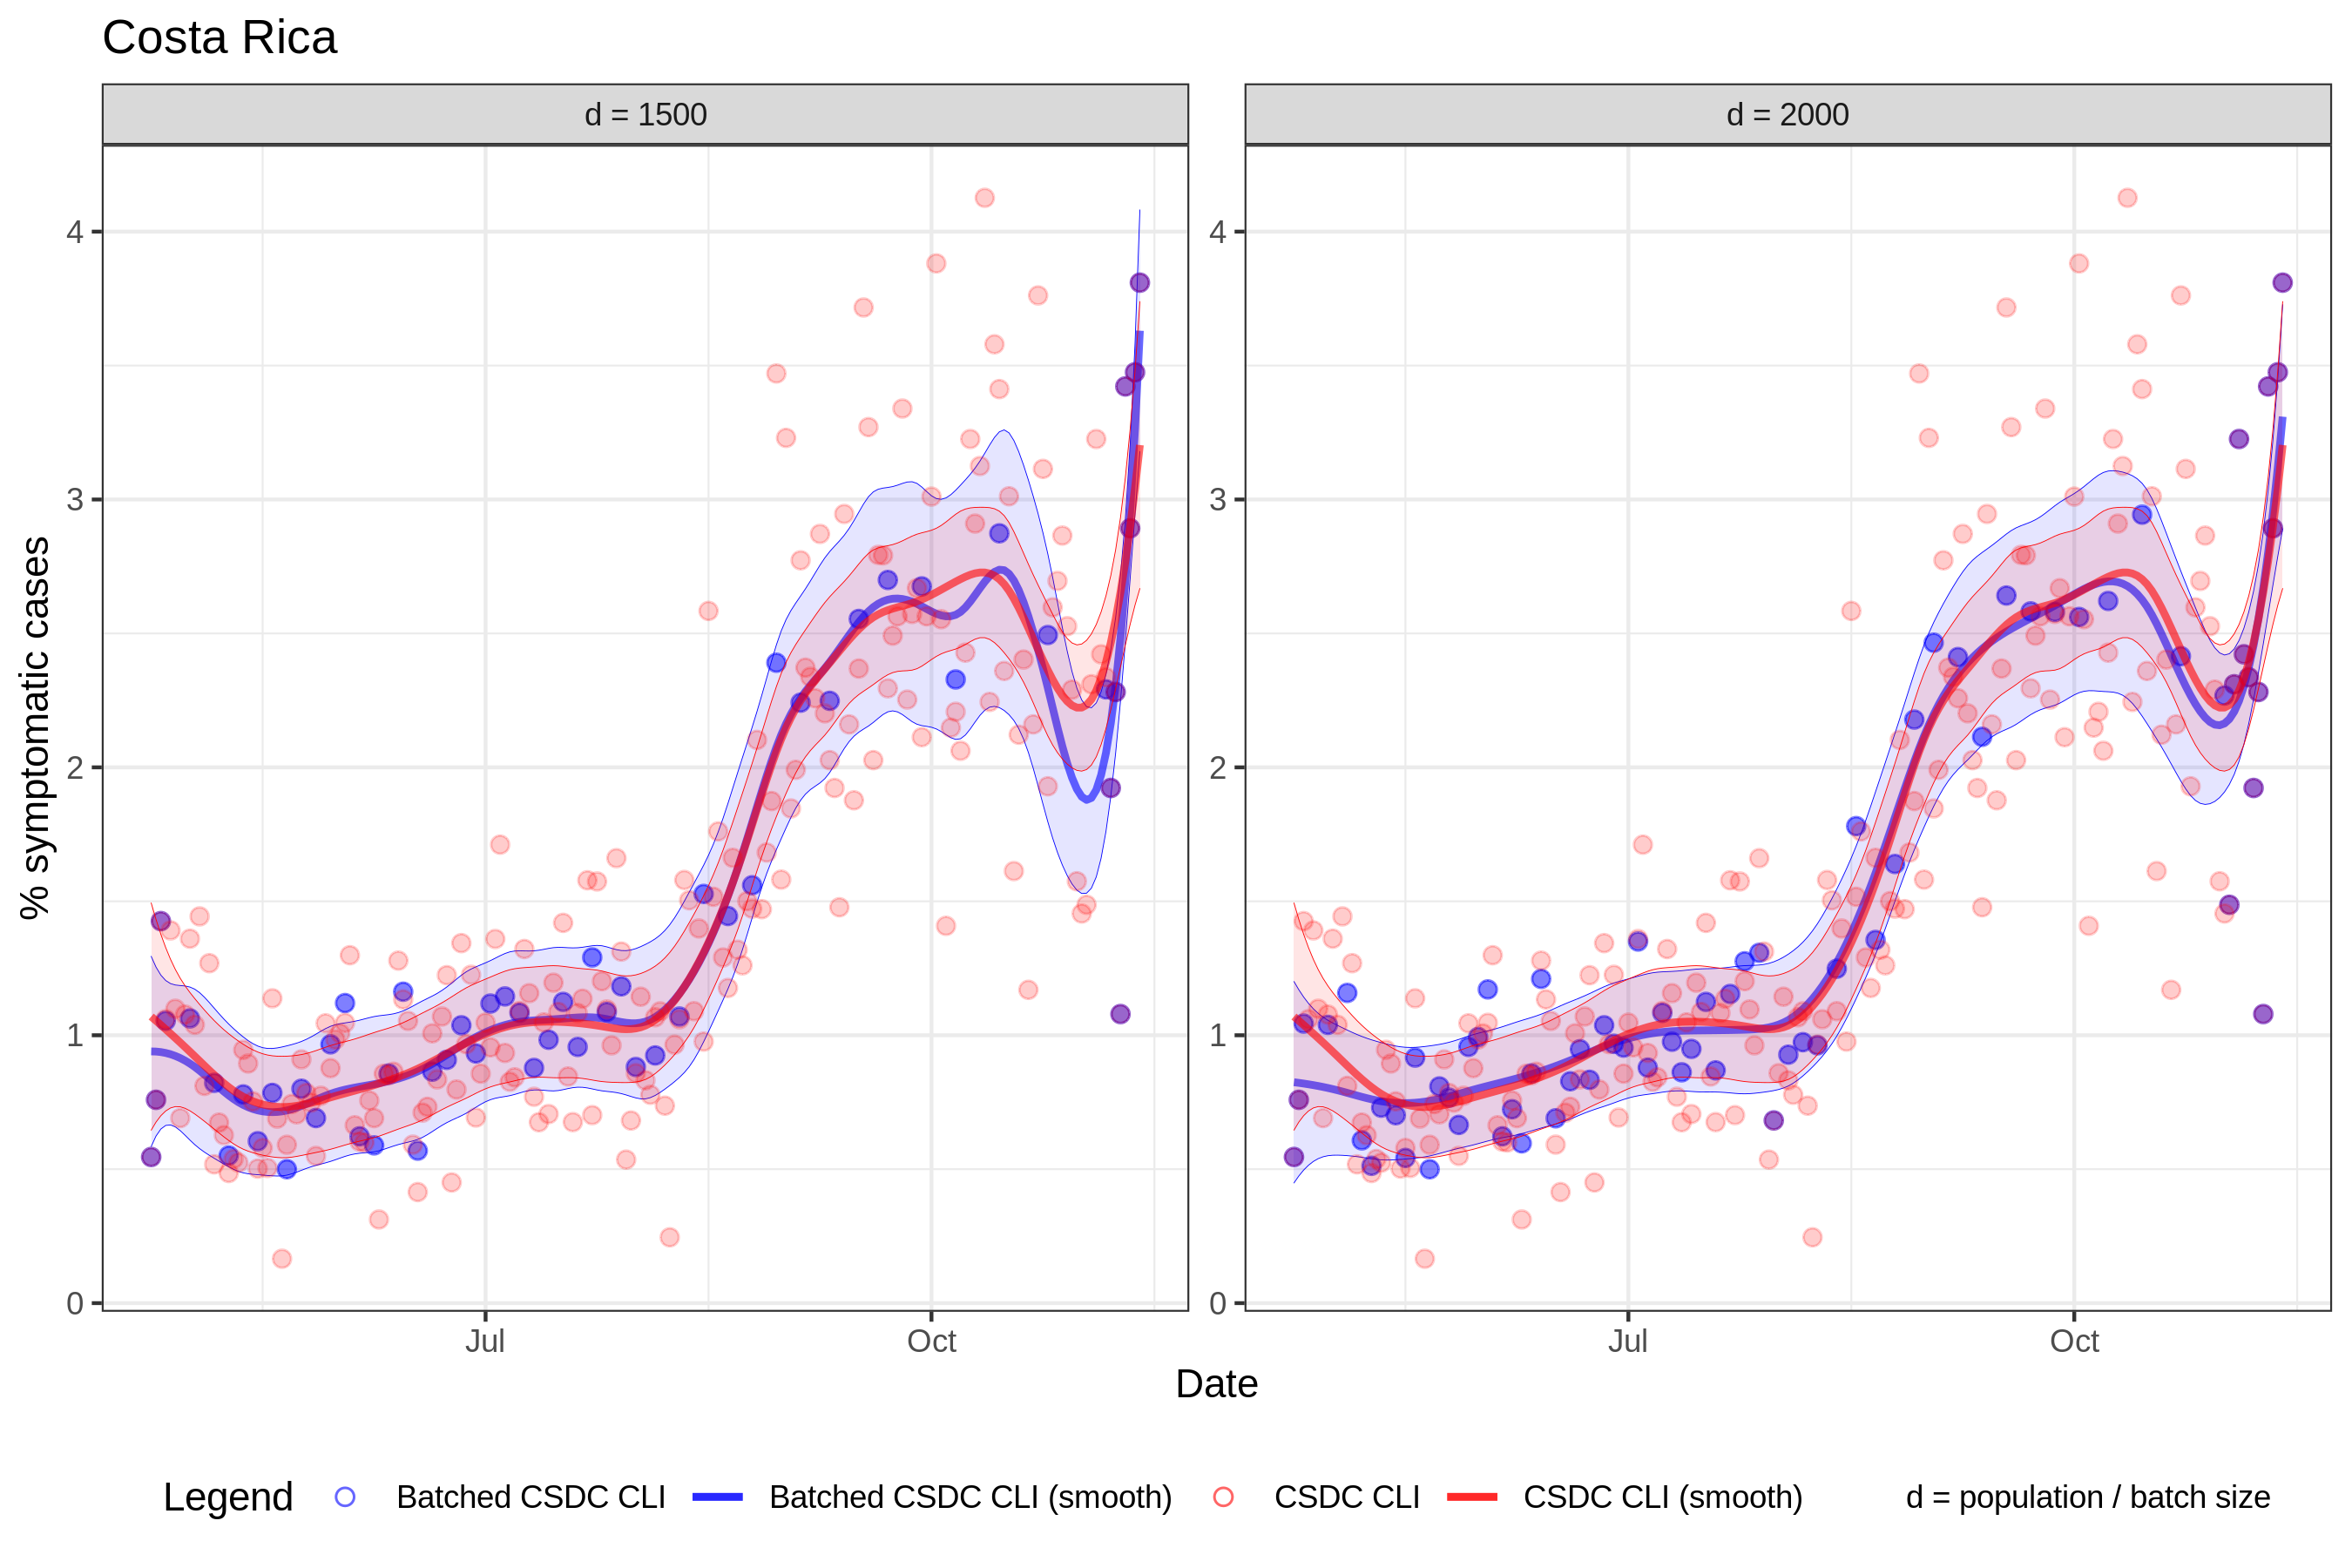 Costa Rica
d = 1500
d = 2000
% symptomatic cases
4
3
2
1
0
4
3
2
1
0
Jul
Oct
Jul
Oct
Date
Legend Batched CSDC CLI Batched CSDC CLI (smooth) CSDC CLI CSDC CLI (smooth) d = population / batch size